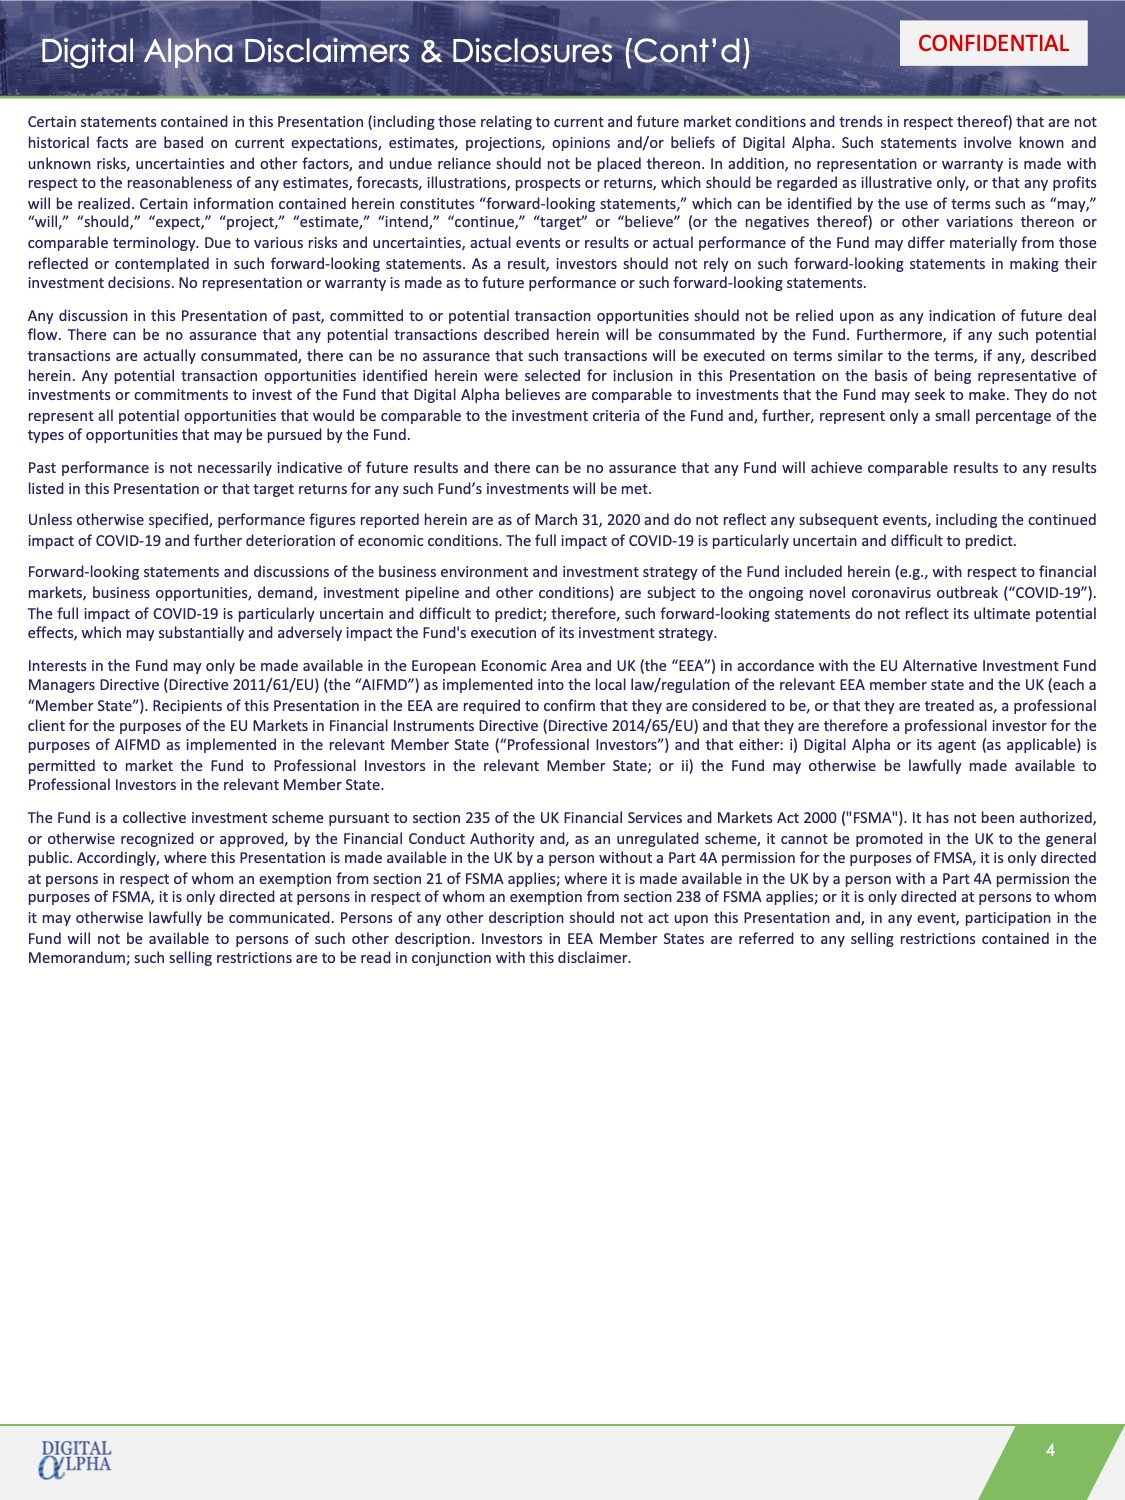 Digital Alpha Disclaimers & Disclosures (Cont’d)
CONFIDENTIAL
Certain statements contained in this Presentation (including those relating to current and future market conditions and trends in respect thereof) that are not
historical facts are based on current expectations, estimates, projections, opinions and/or beliefs of Digital Alpha. Such statements involve known and
unknown risks, uncertainties and other factors, and undue reliance should not be placed thereon. In addition, no representation or warranty is made with
respect to the reasonableness of any estimates, forecasts, illustrations, prospects or returns, which should be regarded as illustrative only, or that any profits
will be realized. Certain information contained herein constitutes “forward-looking statements,” which can be identified by the use of terms such as “may,”
“will,” “should,” “expect,” “project,” “estimate,” “intend,” “continue,” “target” or “believe” (or the negatives thereof) or other variations thereon or
comparable terminology. Due to various risks and uncertainties, actual events or results or actual performance of the Fund may differ materially from those
reflected or contemplated in such forward-looking statements. As a result, investors should not rely on such forward-looking statements in making their
investment decisions. No representation or warranty is made as to future performance or such forward-looking statements.
Any discussion in this Presentation of past, committed to or potential transaction opportunities should not be relied upon as any indication of future deal
flow. There can be no assurance that any potential transactions described herein will be consummated by the Fund. Furthermore, if any such potential
transactions are actually consummated, there can be no assurance that such transactions will be executed on terms similar to the terms, if any, described
herein. Any potential transaction opportunities identified herein were selected for inclusion in this Presentation on the basis of being representative of
investments or commitments to invest of the Fund that Digital Alpha believes are comparable to investments that the Fund may seek to make. They do not
represent all potential opportunities that would be comparable to the investment criteria of the Fund and, further, represent only a small percentage of the
types of opportunities that may be pursued by the Fund.
Past performance is not necessarily indicative of future results and there can be no assurance that any Fund will achieve comparable results to any results
listed in this Presentation or that target returns for any such Fund’s investments will be met.
Unless otherwise specified, performance figures reported herein are as of March 31, 2020 and do not reflect any subsequent events, including the continued
impact of COVID-19 and further deterioration of economic conditions. The full impact of COVID-19 is particularly uncertain and difficult to predict.
Forward-looking statements and discussions of the business environment and investment strategy of the Fund included herein (e.g., with respect to financial
markets, business opportunities, demand, investment pipeline and other conditions) are subject to the ongoing novel coronavirus outbreak (“COVID-19”).
The full impact of COVID-19 is particularly uncertain and difficult to predict; therefore, such forward-looking statements do not reflect its ultimate potential
effects, which may substantially and adversely impact the Fund's execution of its investment strategy.
Interests in the Fund may only be made available in the European Economic Area and UK (the “EEA”) in accordance with the EU Alternative Investment Fund
Managers Directive (Directive 2011/61/EU) (the “AIFMD”) as implemented into the local law/regulation of the relevant EEA member state and the UK (each a
“Member State”). Recipients of this Presentation in the EEA are required to confirm that they are considered to be, or that they are treated as, a professional
client for the purposes of the EU Markets in Financial Instruments Directive (Directive 2014/65/EU) and that they are therefore a professional investor for the
purposes of AIFMD as implemented in the relevant Member State (“Professional Investors”) and that either: i) Digital Alpha or its agent (as applicable) is
permitted to market the Fund to Professional Investors in the relevant Member State; or ii) the Fund may otherwise be lawfully made available to
Professional Investors in the relevant Member State.
The Fund is a collective investment scheme pursuant to section 235 of the UK Financial Services and Markets Act 2000 ("FSMA"). It has not been authorized,
or otherwise recognized or approved, by the Financial Conduct Authority and, as an unregulated scheme, it cannot be promoted in the UK to the general
public. Accordingly, where this Presentation is made available in the UK by a person without a Part 4A permission for the purposes of FMSA, it is only directed
at persons in respect of whom an exemption from section 21 of FSMA applies; where it is made available in the UK by a person with a Part 4A permission the
purposes of FSMA, it is only directed at persons in respect of whom an exemption from section 238 of FSMA applies; or it is only directed at persons to whom
it may otherwise lawfully be communicated. Persons of any other description should not act upon this Presentation and, in any event, participation in the
Fund will not be available to persons of such other description. Investors in EEA Member States are referred to any selling restrictions contained in the
Memorandum; such selling restrictions are to be read in conjunction with this disclaimer.
DIGITAL
αLPHA
4